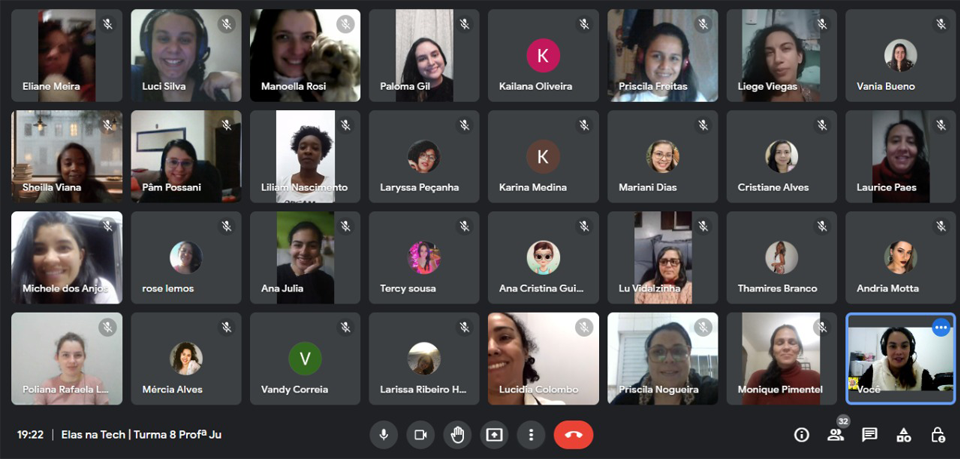 Eliane Meira
Luci Silva
Manoella Rosi
Paloma Gil
K
Kailana Oliveira
Priscila Freitas
Liege Viegas
Vania Bueno
Sheilla Viana
Pâm Possani
Liliam Nascimento
Laryssa Peçanha
K
Karina Medina
Mariani Dias
Cristiane Alves
Laurice Paes
Michele dos Anjos
rose lemos
Ana Julia
Tercy sousa
Ana Cristina Gui...
Lu Vidalzinha
Thamires Branco
Andria Motta
Poliana Rafaela L...
Mércia Alves
V
Vandy Correia
Larissa Ribeiro H...
Lucidia Colombo
Priscila Nogueira
Monique Pimentel
Você
19:22 | Elas na Tech | Turma 8 Profª Ju
32